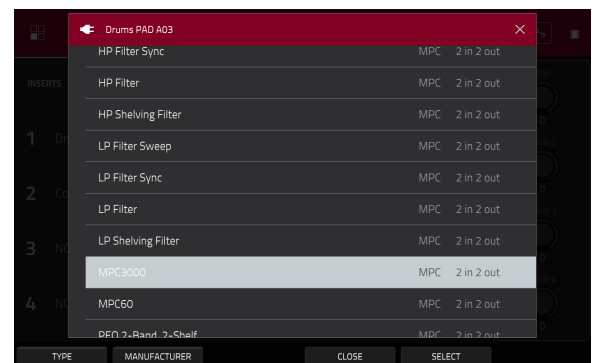 Drums PAD A03
HP Filter Sync MPC 2 in 2 out
INSERTS
HP Filter MPC 2 in 2 out
HP Shelving Filter MPC 2 in 2 out
1
LP Filter Sweep MPC 2 in 2 out
LP Filter Sync MPC 2 in 2 out
2
LP Filter MPC 2 in 2 out
LP Shelving Filter MPC 2 in 2 out
3
MPC3000 MPC 2 in 2 out
4
MPC60 MPC 2 in 2 out
PEQ 2-Band, 2-Shelf MPC 2 in 2 out
TYPE MANUFACTURER CLOSE SELECT